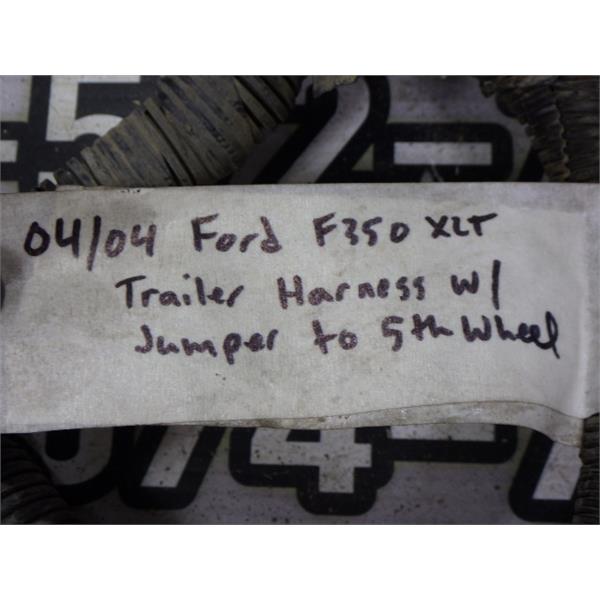 04/04 Ford F350 XLT
Trailer Harness w/
Jumper to 5th Wheel